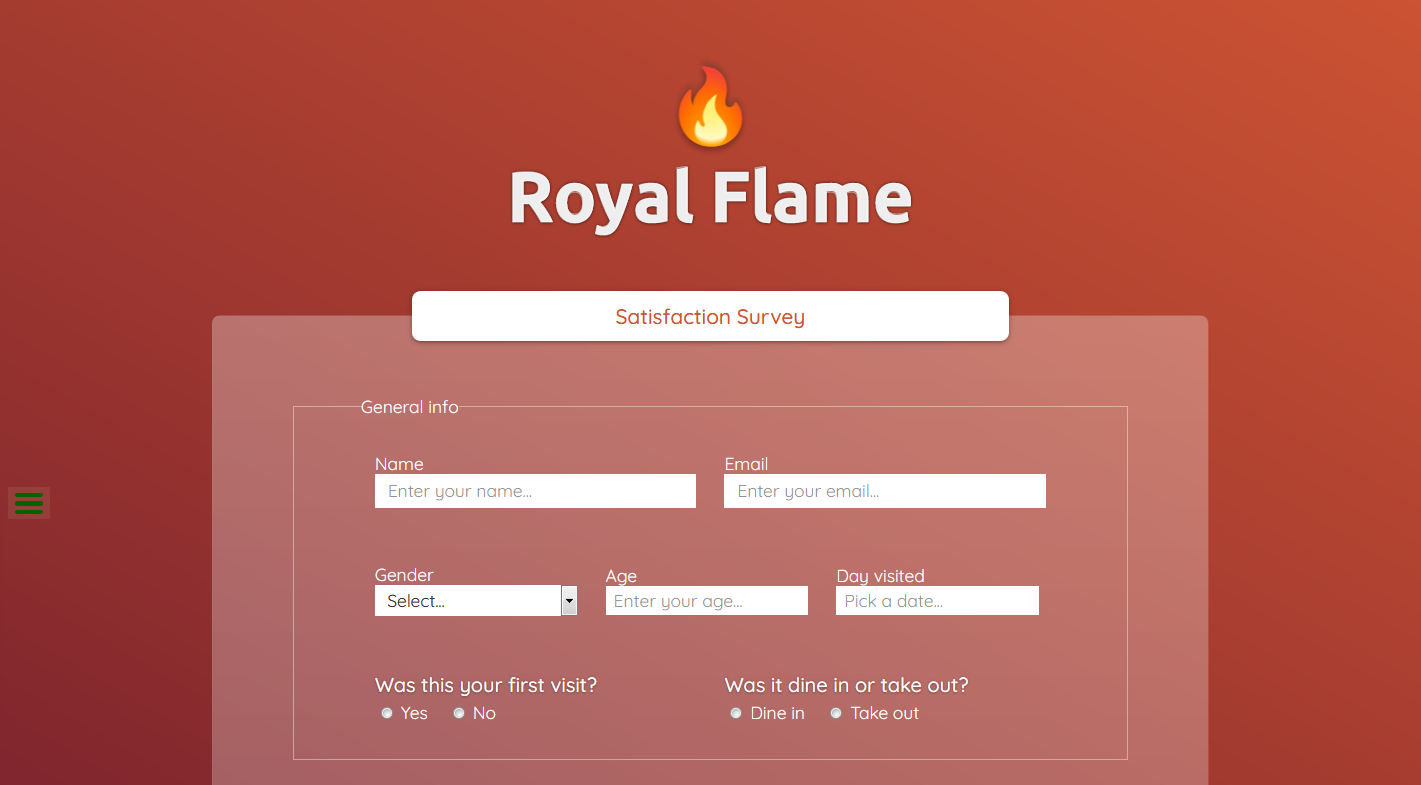 Royal Flame
Satisfaction Survey
General info
Name Email
Enter your name... Enter your email...
Gender Age Day visited
Select... Enter your age... Pick a date...
Was this your first visit? Was it dine in or take out?
Yes No Dine in Take out